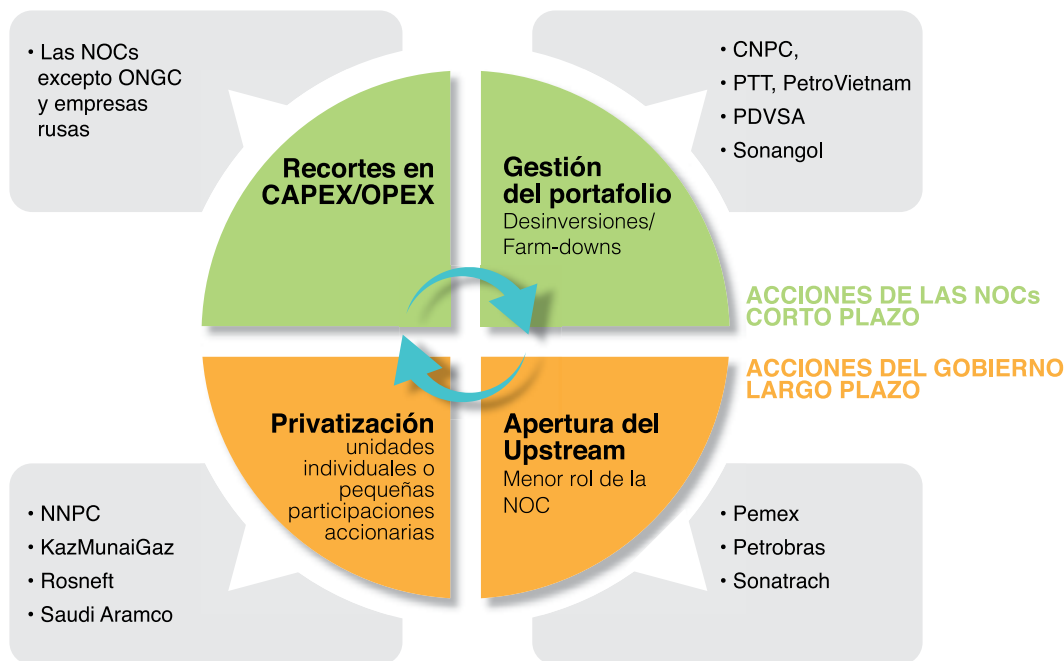 • Las NOCs
excepto ONGC
y empresas
rusas
• CNPC,
• PTT, PetroVietnam
• PDVSA
• Sonangol
Recortes en
CAPEX/OPEX
Gestión
del portafolio
Desinversiones/
Farm-downs
ACCIONES DE LAS NOCs
CORTO PLAZO
ACCIONES DEL GOBIERNO
LARGO PLAZO
Privatización
unidades
individuales o
pequeñas
participaciones
accionarias
Apertura del
Upstream
Menor rol de la
NOC
• NNPC
• KazMunaiGaz
• Rosneft
• Saudi Aramco
• Pemex
• Petrobras
• Sonatrach